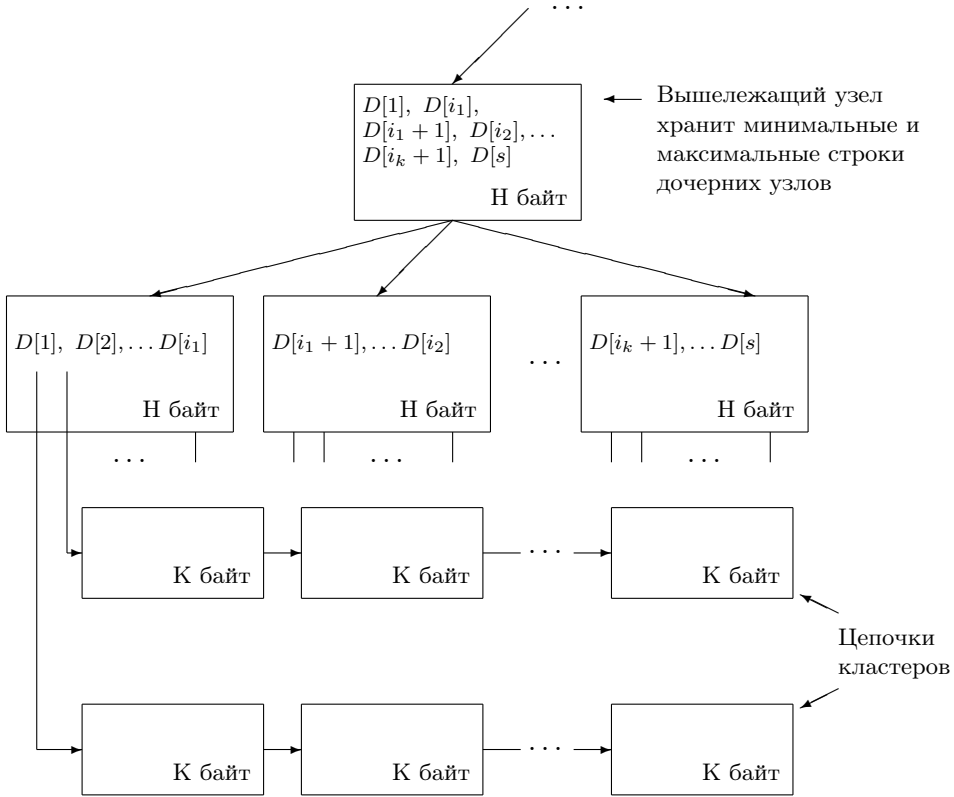 ...
D[1], D[i₁],
D[i₁ + 1], D[i₂], ...
D[iₖ + 1], D[s]
Н байт
Вышележащий узел
хранит минимальные и
максимальные строки
дочерних узлов
D[1], D[2], ... D[i₁]
Н байт
D[i₁ + 1], ... D[i₂]
Н байт
...
D[iₖ + 1], ... D[s]
Н байт
... ... ...
К байт
К байт
...
К байт
Цепочки
кластеров
К байт
К байт
...
К байт